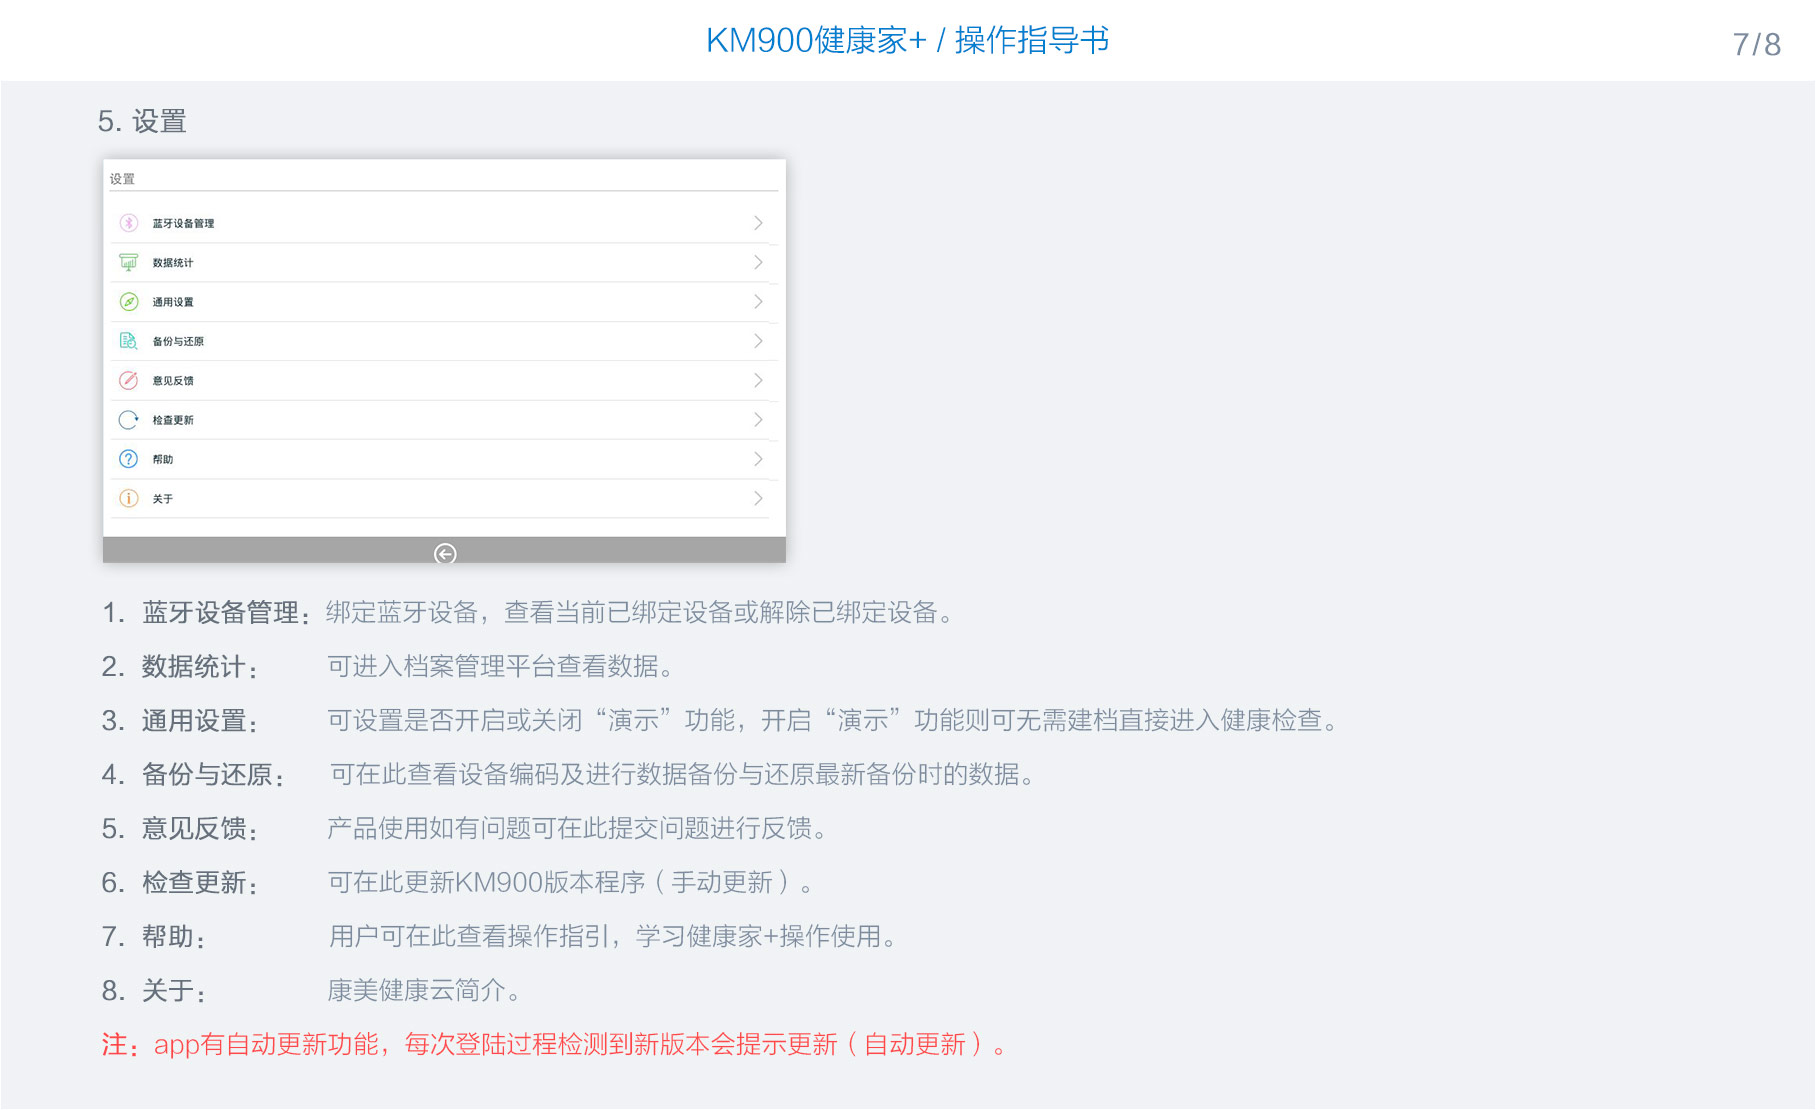 KM900健康家+ / 操作指导书
7/8
5. 设置
设置
蓝牙设备管理
数据统计
通用设置
备份与还原
意见反馈
检查更新
帮助
关于
1. 蓝牙设备管理：绑定蓝牙设备，查看当前已绑定设备或解除已绑定设备。
2. 数据统计： 可进入档案管理平台查看数据。
3. 通用设置： 可设置是否开启或关闭“演示”功能，开启“演示”功能则可无需建档直接进入健康检查。
4. 备份与还原： 可在此查看设备编码及进行数据备份与还原最新备份时的数据。
5. 意见反馈： 产品使用如有问题可在此提交问题进行反馈。
6. 检查更新： 可在此更新KM900版本程序（手动更新）。
7. 帮助： 用户可在此查看操作指引，学习健康家+操作使用。
8. 关于： 康美健康云简介。
注：app有自动更新功能，每次登陆过程检测到新版本会提示更新（自动更新）。